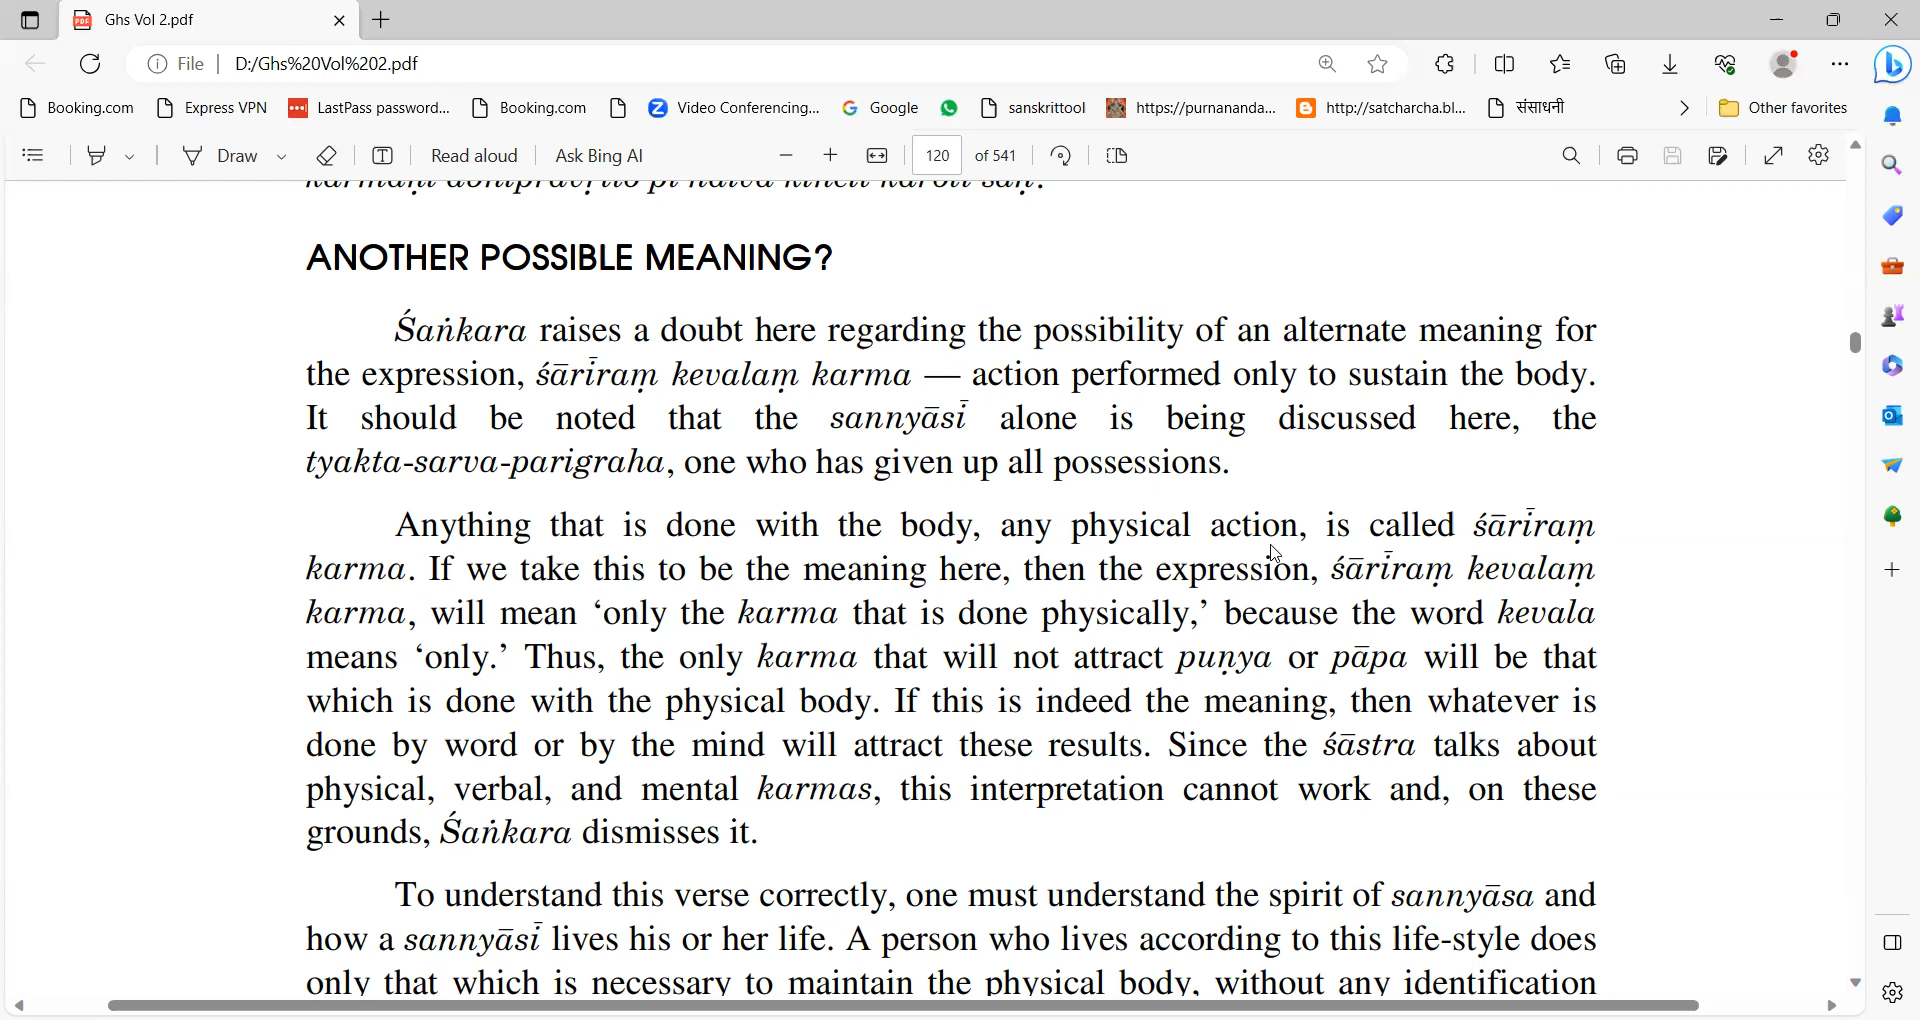 Ghs Vol 2.pdf
File D:/Ghs%20Vol%202.pdf
Booking.com Express VPN LastPass password... Booking.com Video Conferencing... Google sanskrittool https://purnananda... http://satcharcha.bl... संसाधनी Other favorites
Draw Read aloud Ask Bing AI 120 of 541
ANOTHER POSSIBLE MEANING?
Śaṅkara raises a doubt here regarding the possibility of an alternate meaning for
the expression, śārīraṃ kevalaṃ karma — action performed only to sustain the body.
It should be noted that the sannyāsī alone is being discussed here, the
tyakta-sarva-parigraha, one who has given up all possessions.
Anything that is done with the body, any physical action, is called śārīraṃ
karma. If we take this to be the meaning here, then the expression, śārīraṃ kevalaṃ
karma, will mean ‘only the karma that is done physically,’ because the word kevala
means ‘only.’ Thus, the only karma that will not attract puṇya or pāpa will be that
which is done with the physical body. If this is indeed the meaning, then whatever is
done by word or by the mind will attract these results. Since the śāstra talks about
physical, verbal, and mental karmas, this interpretation cannot work and, on these
grounds, Śaṅkara dismisses it.
To understand this verse correctly, one must understand the spirit of sannyāsa and
how a sannyāsī lives his or her life. A person who lives according to this life-style does
only that which is necessary to maintain the physical body, without any identification